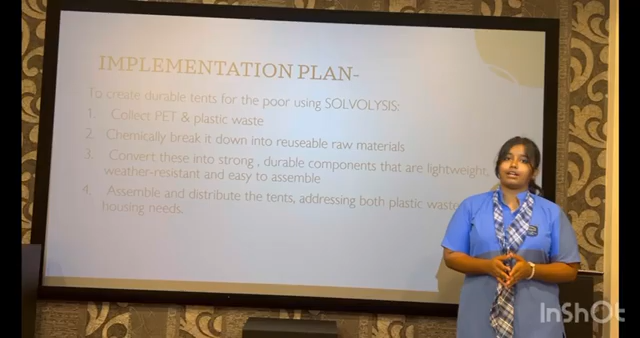 IMPLEMENTATION PLAN-
To create durable tents for the poor using SOLVOLYSIS:
1. Collect PET & plastic waste
2. Chemically break it down into reuseable raw materials
3. Convert these into strong , durable components that are lightweight,
weather-resistant and easy to assemble
4. Assemble and distribute the tents, addressing both plastic waste
housing needs.
InShOt